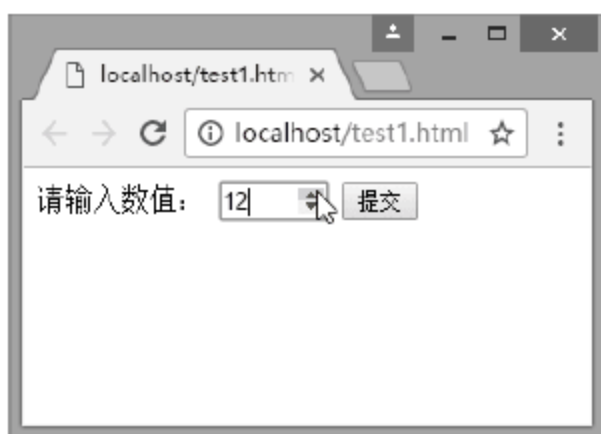 localhost/test1.htm
localhost/test1.html
请输入数值： 12 提交